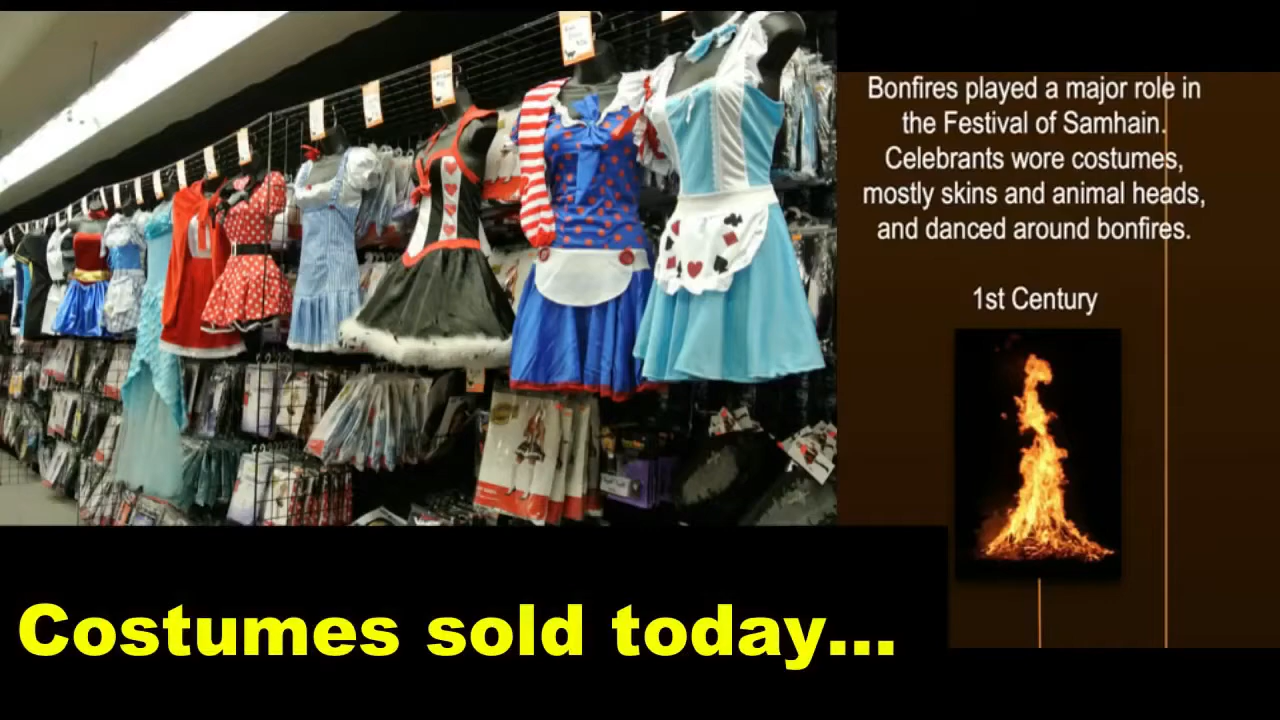 Bonfires played a major role in
the Festival of Samhain.
Celebrants wore costumes,
mostly skins and animal heads,
and danced around bonfires.
1st Century
Costumes sold today...